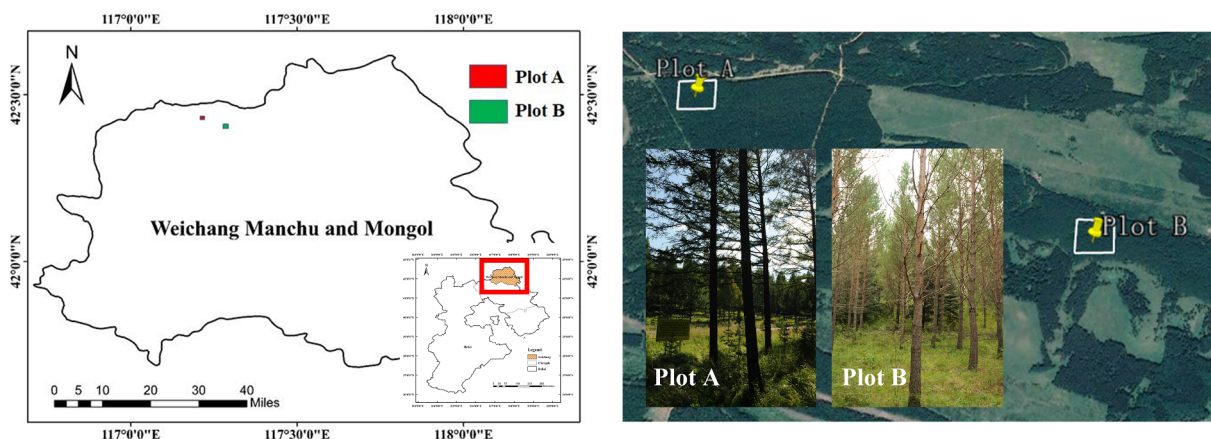 117°0'0"E
117°30'0"E
118°0'0"E
N
Plot A
Plot B
42°30'0"N
42°30'0"N
Weichang Manchu and Mongol
42°0'0"N
42°0'0"N
Legend
0 5 10 20 30 40
Miles
117°0'0"E
117°30'0"E
118°0'0"E
Plot A
Plot B
Plot A
Plot B